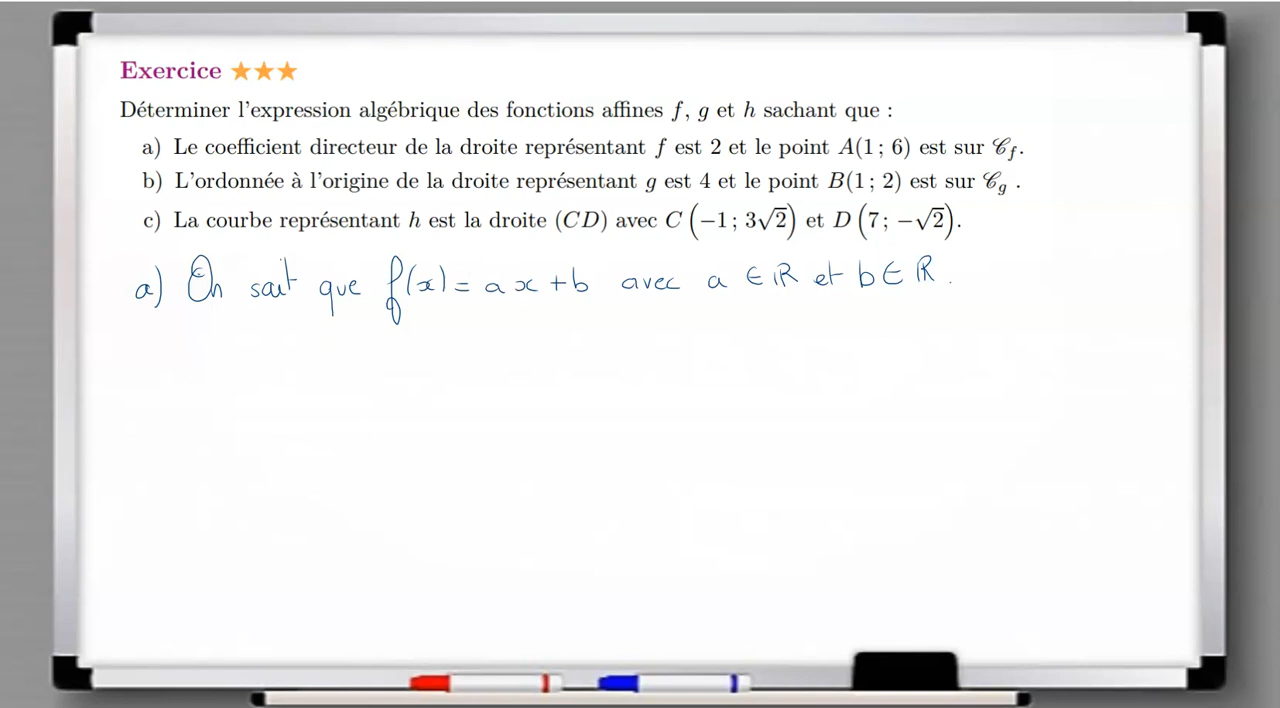 Exercice ★★★
Déterminer l'expression algébrique des fonctions affines f, g et h sachant que :
a) Le coefficient directeur de la droite représentant f est 2 et le point A(1 ; 6) est sur 𝒞f.
b) L'ordonnée à l'origine de la droite représentant g est 4 et le point B(1 ; 2) est sur 𝒞g .
c) La courbe représentant h est la droite (CD) avec C (−1 ; 3√2) et D (7 ; −√2).
a) On sait que f(x) = ax + b avec a ∈ ℝ et b ∈ ℝ.